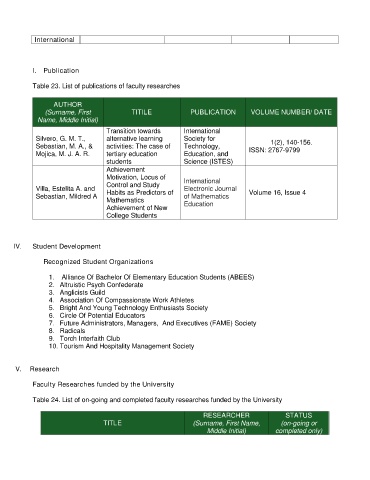 International
I. Publication
Table 23. List of publications of faculty researches
AUTHOR
(Surname, First
Name, Middle Initial)
TITILE
PUBLICATION
VOLUME NUMBER/ DATE
Silvero, G. M. T.,
Sebastian, M. A., &
Mojica, M. J. A. R.
Transition towards
alternative learning
activities: The case of
tertiary education
students
International
Society for
Technology,
Education, and
Science (ISTES)
1(2), 140-156.
ISSN: 2767-9799
Villa, Estelita A. and
Sebastian, Mildred A
Achievement
Motivation, Locus of
Control and Study
Habits as Predictors of
Mathematics
Achievement of New
College Students
International
Electronic Journal
of Mathematics
Education
Volume 16, Issue 4
IV. Student Development
Recognized Student Organizations
1. Alliance Of Bachelor Of Elementary Education Students (ABEES)
2. Altruistic Psych Confederate
3. Anglicists Guild
4. Association Of Compassionate Work Athletes
5. Bright And Young Technology Enthusiasts Society
6. Circle Of Potential Educators
7. Future Administrators, Managers, And Executives (FAME) Society
8. Radicals
9. Torch Interfaith Club
10. Tourism And Hospitality Management Society
V. Research
Faculty Researches funded by the University
Table 24. List of on-going and completed faculty researches funded by the University
TITLE
RESEARCHER
(Surname, First Name,
Middle Initial)
STATUS
(on-going or
completed only)